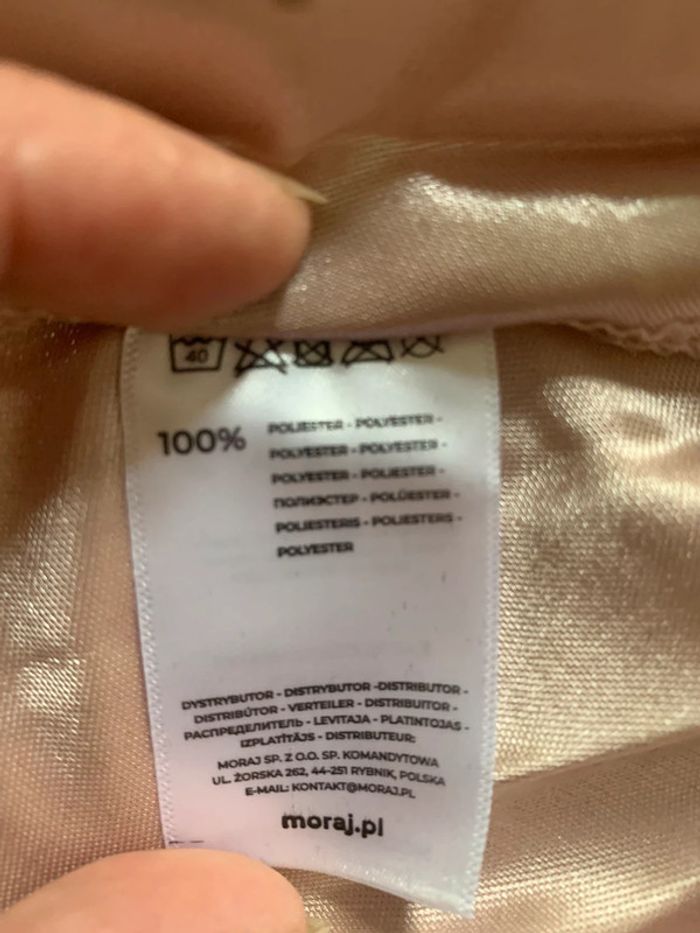 40
100%
POLIESTER - POLYESTER -
POLYESTER - POLYESTER -
POLYESTER - POLIESTER -
ПОЛИЭСТЕР - POLÜESTER -
POLIESTERIS - POLIESTERS -
POLYESTER
DYSTRYBUTOR - DISTRYBUTOR -DISTRIBUTOR -
DISTRIBÚTOR - VERTEILER - DISTRIBUITOR -
РАСПРЕДЕЛИТЕЛЬ - LEVITAJA - PLATINTOJAS -
IZPLATĪTĀJS - DISTRIBUTEUR:
MORAJ SP. Z O.O. SP. KOMANDYTOWA
UL. ŻORSKA 262, 44-251 RYBNIK, POLSKA
E-MAIL: KONTAKT@MORAJ.PL
moraj.pl